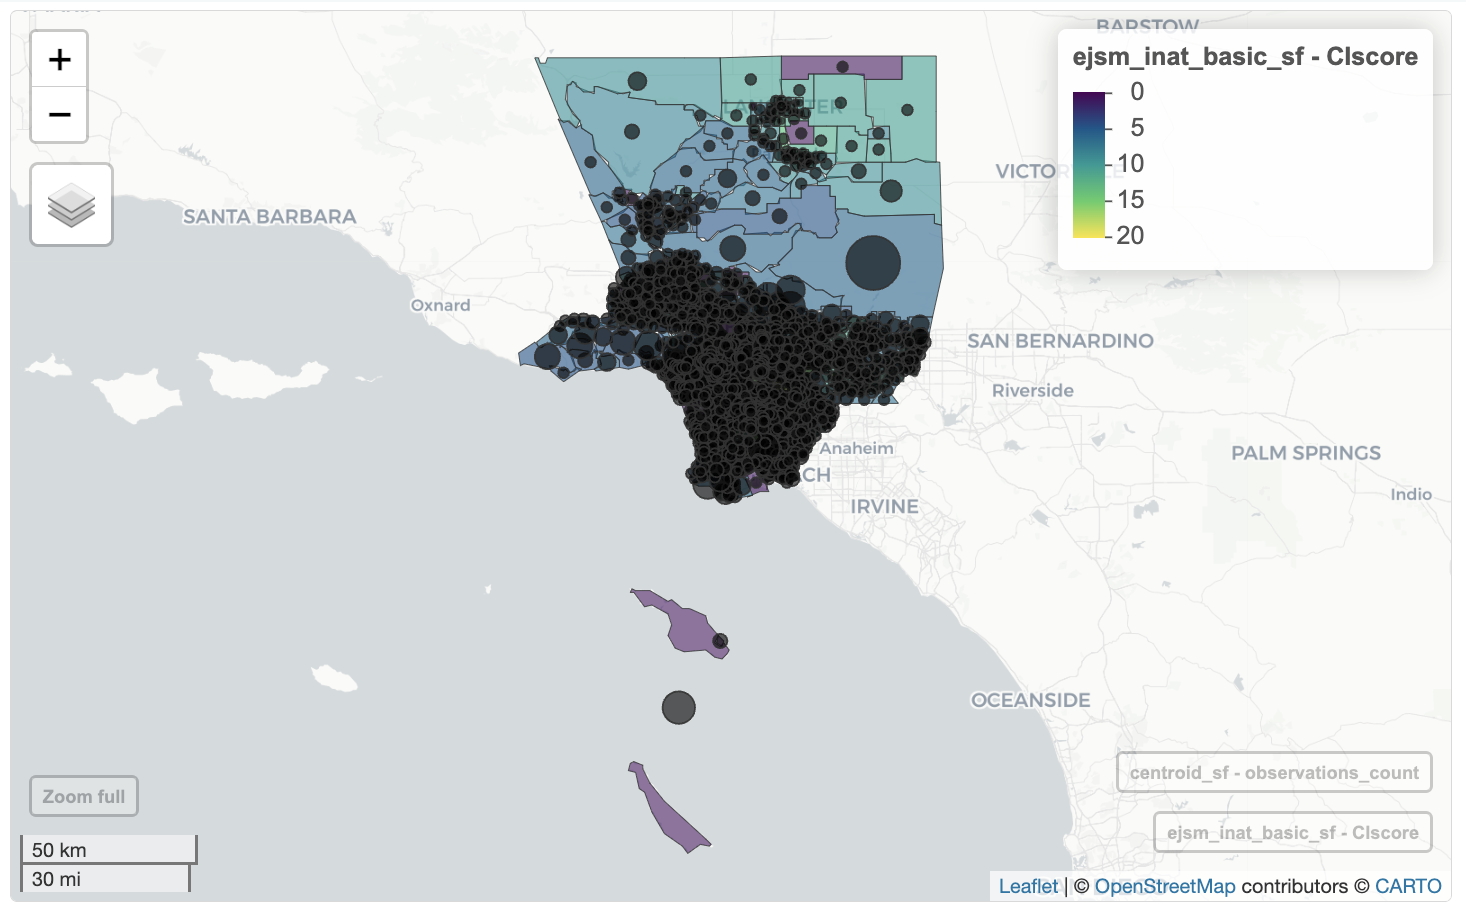 +
−
BARSTOW
ejsm_inat_basic_sf - CIscore
0
5
10
15
20
LANCASTER
SANTA BARBARA
Oxnard
SAN BERNARDINO
Riverside
Anaheim
CH
PALM SPRINGS
Indio
IRVINE
OCEANSIDE
centroid_sf - observations_count
Zoom full
ejsm_inat_basic_sf - CIscore
50 km
30 mi
Leaflet | © OpenStreetMap contributors © CARTO